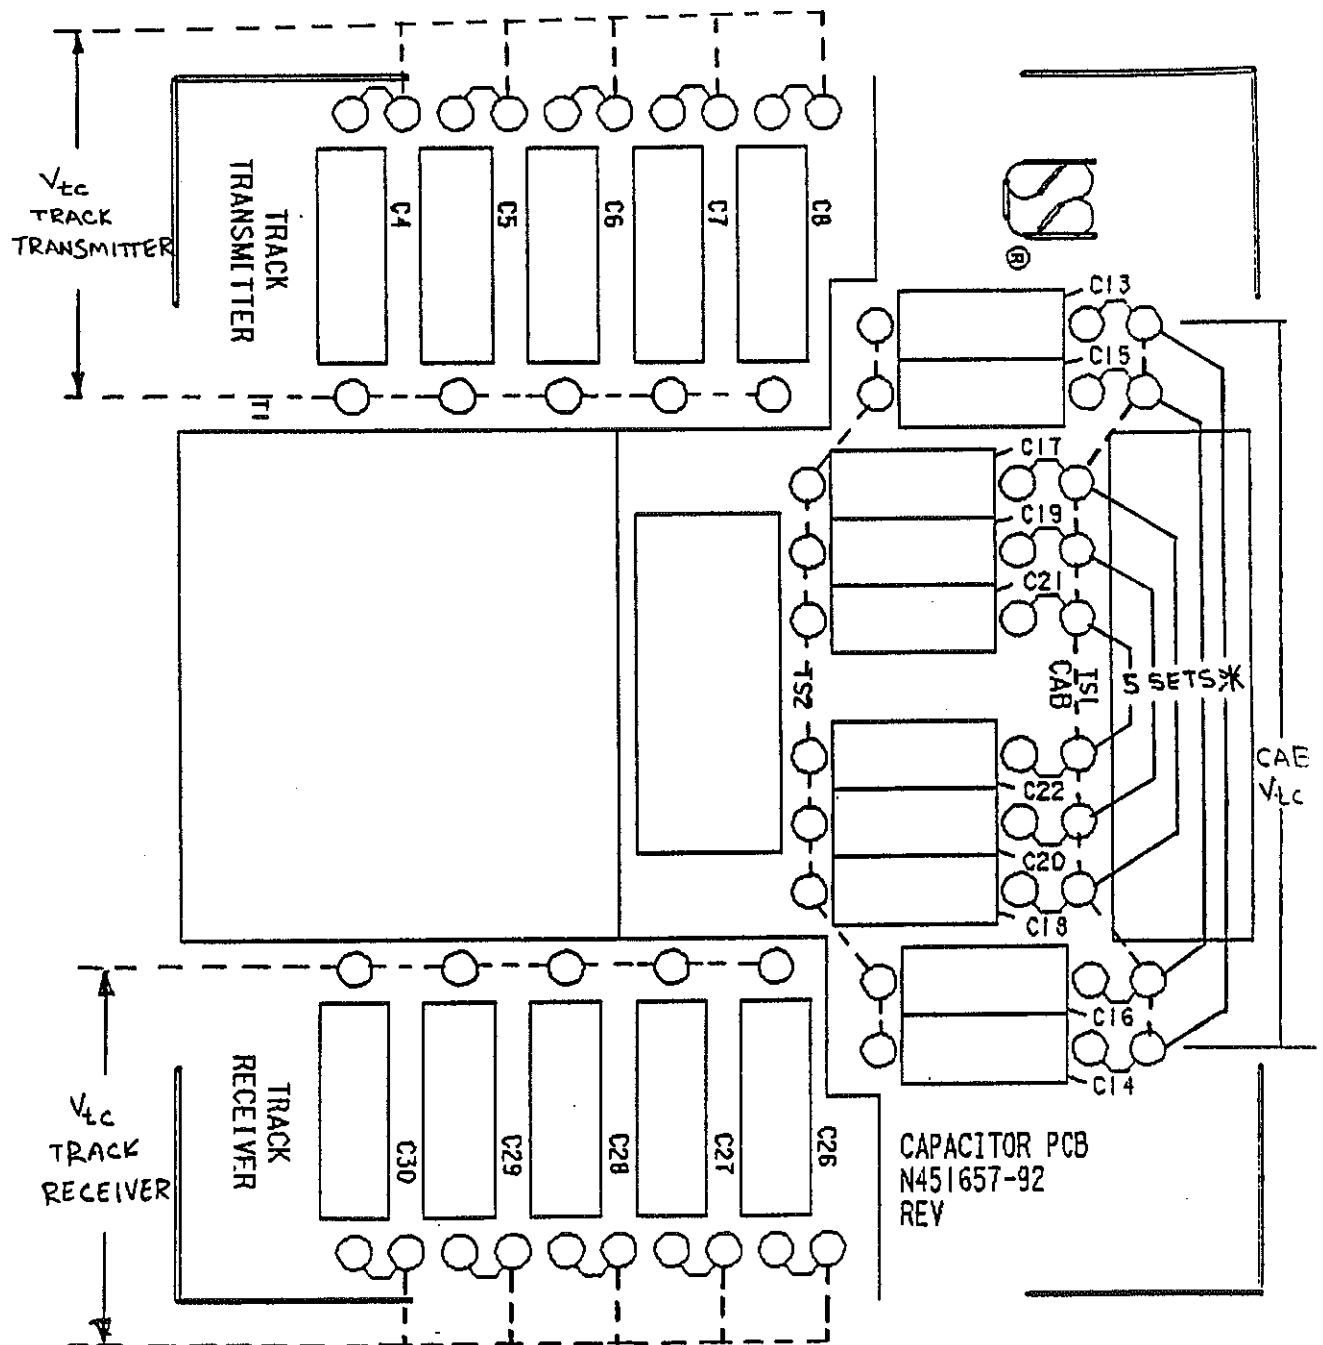 Vtc
TRACK
TRANSMITTER
TRACK
TRANSMITTER
C4
C5
C6
C7
C8
®
C13
C15
T1
C17
C19
C21
TS2
TS1
CAB
5 SETS*
CAE
Vtc
C22
C20
C18
C16
C14
Vtc
TRACK
RECEIVER
TRACK
RECEIVER
C30
C29
C28
C27
C26
CAPACITOR PCB
N451657-92
REV